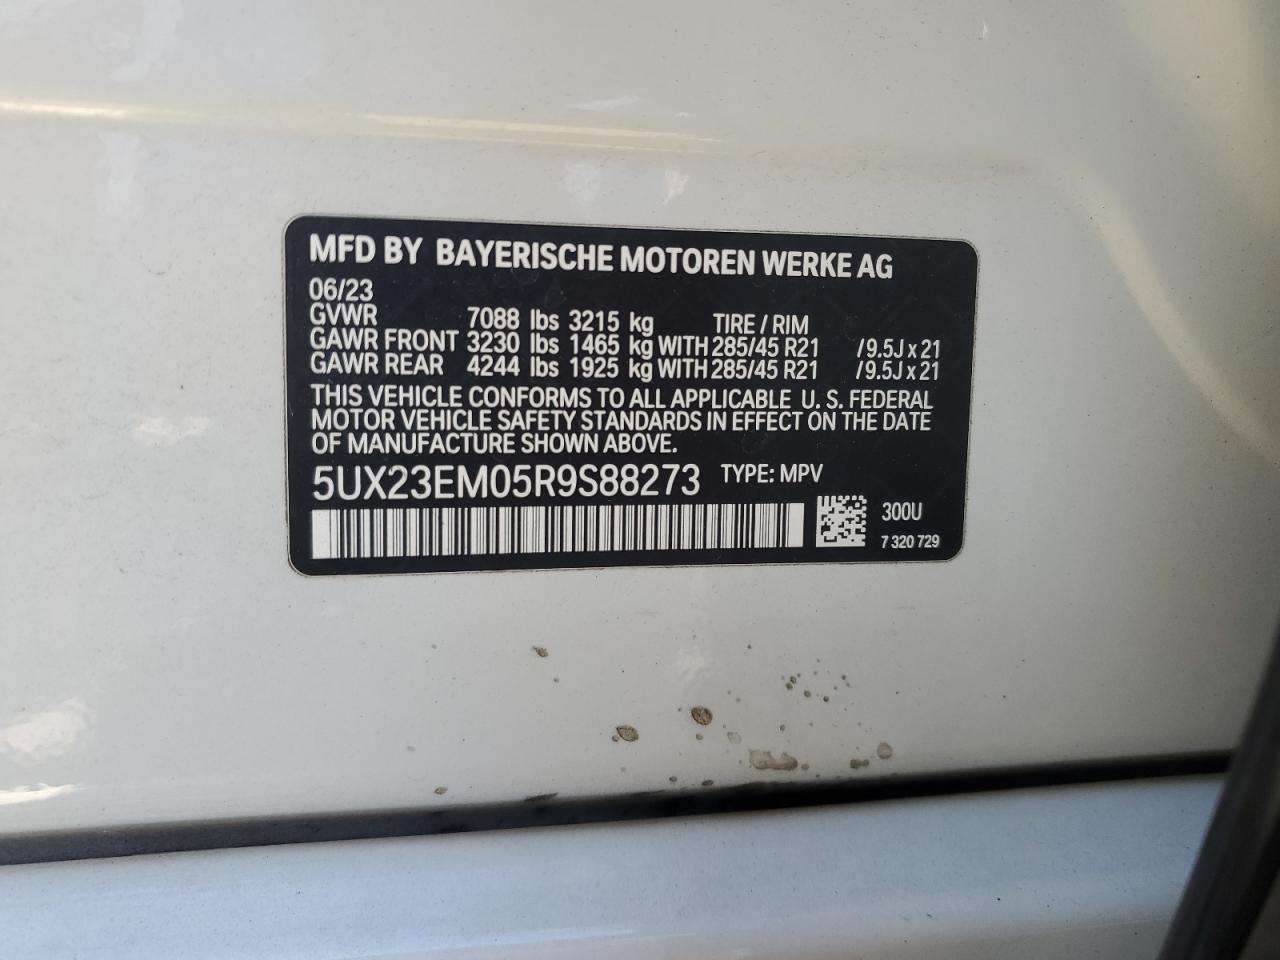 MFD BY BAYERISCHE MOTOREN WERKE AG
06/23
GVWR 7088 lbs 3215 kg TIRE / RIM
GAWR FRONT 3230 lbs 1465 kg WITH 285/45 R21 /9.5J x 21
GAWR REAR 4244 lbs 1925 kg WITH 285/45 R21 /9.5J x 21
THIS VEHICLE CONFORMS TO ALL APPLICABLE U. S. FEDERAL
MOTOR VEHICLE SAFETY STANDARDS IN EFFECT ON THE DATE
OF MANUFACTURE SHOWN ABOVE.
5UX23EM05R9S88273 TYPE: MPV
300U
7 320 729